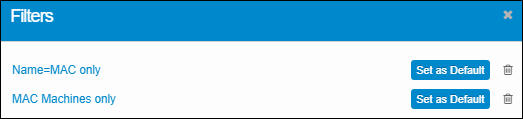 Filters ×
Name=MAC only Set as Default
MAC Machines only Set as Default